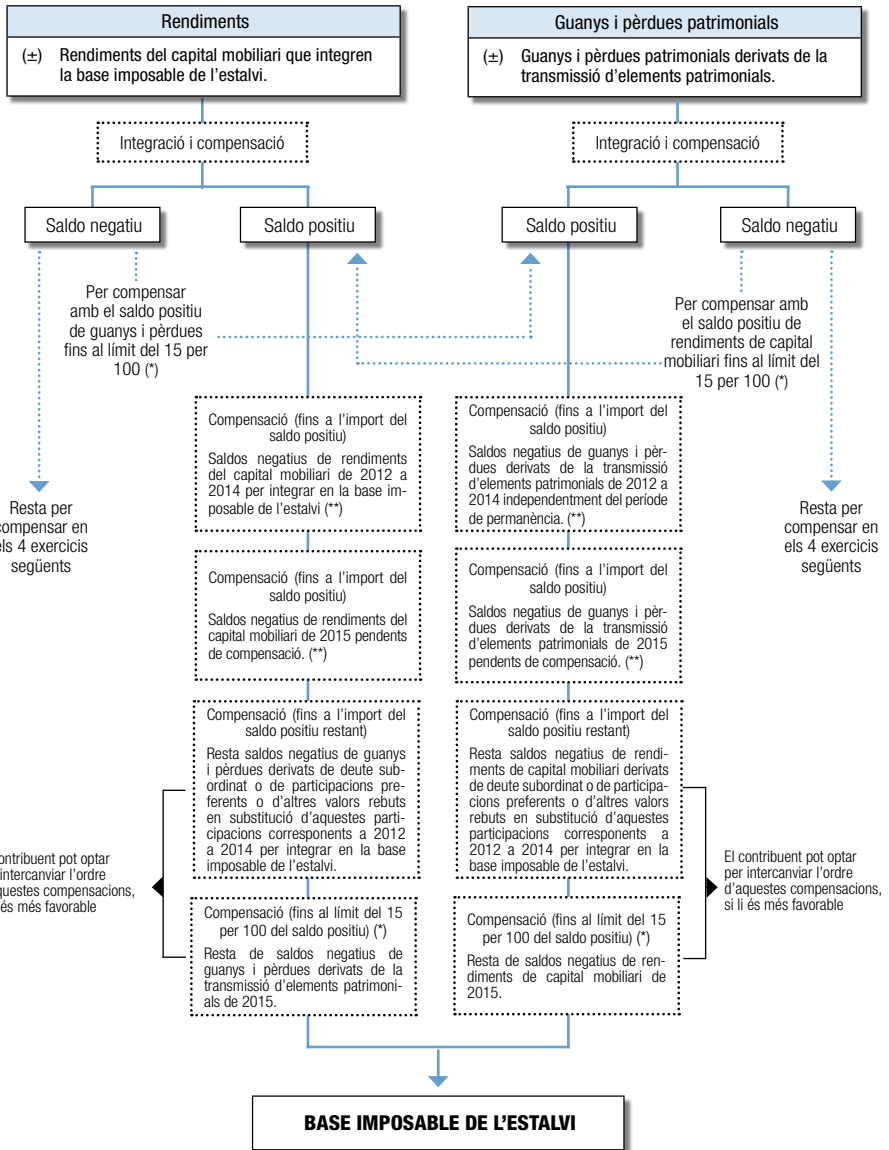 Rendiments
(±) Rendiments del capital mobiliari que integren
la base imposable de l'estalvi.
Guanys i pèrdues patrimonials
(±) Guanys i pèrdues patrimonials derivats de la
transmissió d'elements patrimonials.
Integració i compensació
Integració i compensació
Saldo negatiu
Saldo positiu
Saldo positiu
Saldo negatiu
Per compensar
amb el saldo positiu
de guanys i pèrdues
fins al límit del 15 per
100 (*)
Per compensar amb
el saldo positiu de
rendiments de capital
mobiliari fins al límit del
15 per 100 (*)
Resta per
compensar en
els 4 exercicis
següents
Compensació (fins a l'import del
saldo positiu)
Saldos negatius de rendiments
del capital mobiliari de 2012 a
2014 per integrar en la base im-
posable de l'estalvi (**)
Compensació (fins a l'import del
saldo positiu)
Saldos negatius de guanys i pèr-
dues derivats de la transmissió
d'elements patrimonials de 2012 a
2014 independentment del període
de permanència. (**)
Resta per
compensar en
els 4 exercicis
següents
Compensació (fins a l'import del
saldo positiu)
Saldos negatius de rendiments del
capital mobiliari de 2015 pendents
de compensació. (**)
Compensació (fins a l'import del
saldo positiu)
Saldos negatius de guanys i pèr-
dues derivats de la transmissió
d'elements patrimonials de 2015
pendents de compensació. (**)
Compensació (fins a l'import del
saldo positiu restant)
Resta saldos negatius de guanys
i pèrdues derivats de deute sub-
ordinat o de participacions pre-
ferents o d'altres valors rebuts
en substitució d'aquestes parti-
cipacions corresponents a 2012
a 2014 per integrar en la base
imposable de l'estalvi.
Compensació (fins a l'import del
saldo positiu restant)
Resta saldos negatius de rendi-
ments de capital mobiliari derivats
de deute subordinat o de participa-
cions preferents o d'altres valors
rebuts en substitució d'aquestes
participacions corresponents a
2012 a 2014 per integrar en la
base imposable de l'estalvi.
ontribuent pot optar
intercanviar l'ordre
aquestes compensacions,
és més favorable
El contribuent pot optar
per intercanviar l'ordre
d'aquestes compensacions,
si li és més favorable
Compensació (fins al límit del 15
per 100 del saldo positiu) (*)
Resta de saldos negatius de
guanys i pèrdues derivats de la
transmissió d'elements patrimoni-
als de 2015.
Compensació (fins al límit del 15
per 100 del saldo positiu) (*)
Resta de saldos negatius de ren-
diments de capital mobiliari de
2015.
BASE IMPOSABLE DE L'ESTALVI